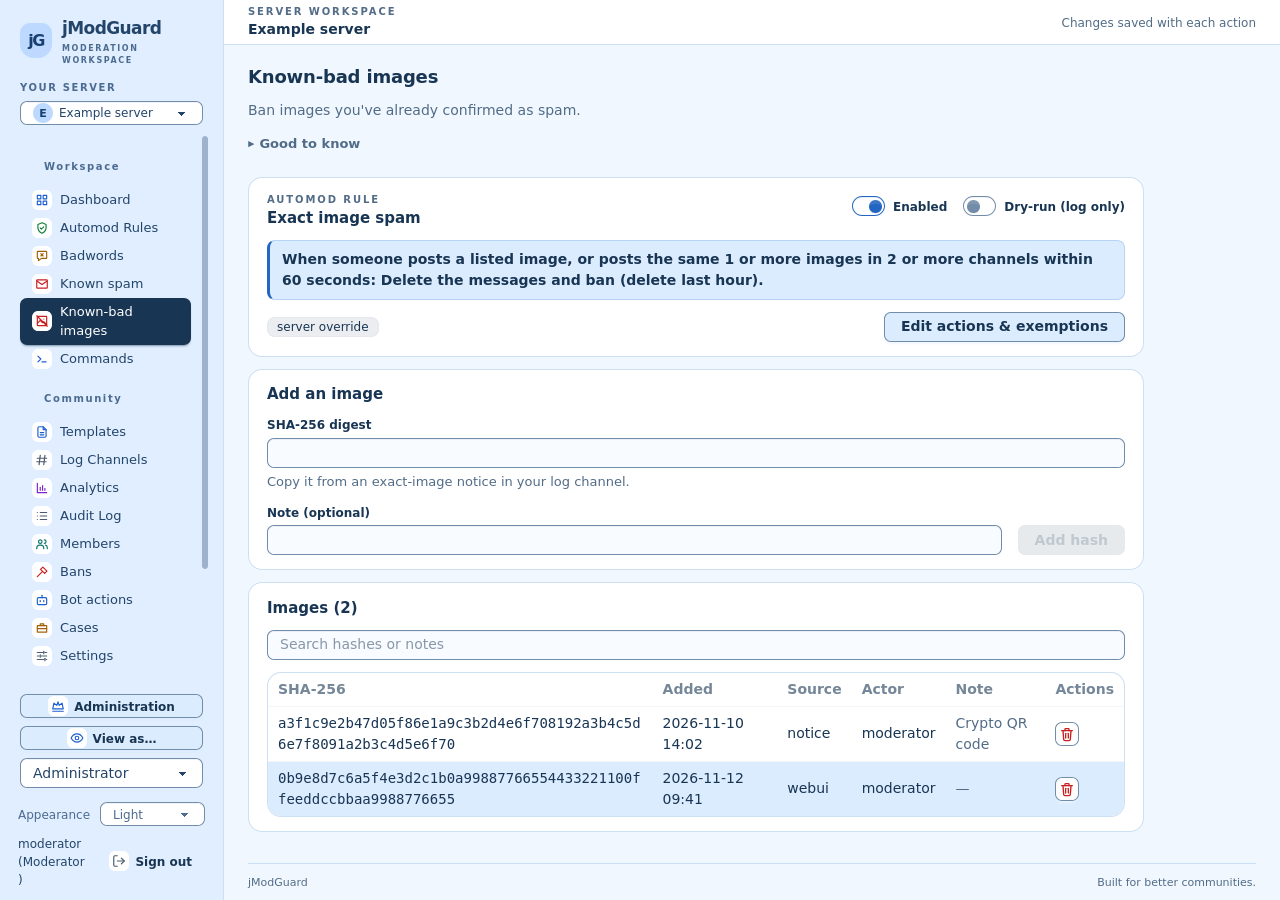 jG
jModGuard
MODERATION
WORKSPACE
YOUR SERVER
E Example server
Workspace
Dashboard
Automod Rules
Badwords
Known spam
Known-bad
images
Commands
Community
Templates
Log Channels
Analytics
Audit Log
Members
Bans
Bot actions
Cases
Settings
Administration
View as…
Administrator
Appearance Light
moderator
(Moderator
)
Sign out
SERVER WORKSPACE
Example server
Changes saved with each action
Known-bad images
Ban images you've already confirmed as spam.
▸ Good to know
AUTOMOD RULE
Exact image spam
Enabled Dry-run (log only)
When someone posts a listed image, or posts the same 1 or more images in 2 or more channels within
60 seconds: Delete the messages and ban (delete last hour).
server override
Edit actions & exemptions
Add an image
SHA-256 digest
Copy it from an exact-image notice in your log channel.
Note (optional)
Add hash
Images (2)
Search hashes or notes
SHA-256 Added Source Actor Note Actions
a3f1c9e2b47d05f86e1a9c3b2d4e6f708192a3b4c5d 2026-11-10 notice moderator Crypto QR
6e7f8091a2b3c4d5e6f70 14:02 code
0b9e8d7c6a5f4e3d2c1b0a99887766554433221100f 2026-11-12 webui moderator —
feeddccbbaa9988776655 09:41
jModGuard
Built for better communities.